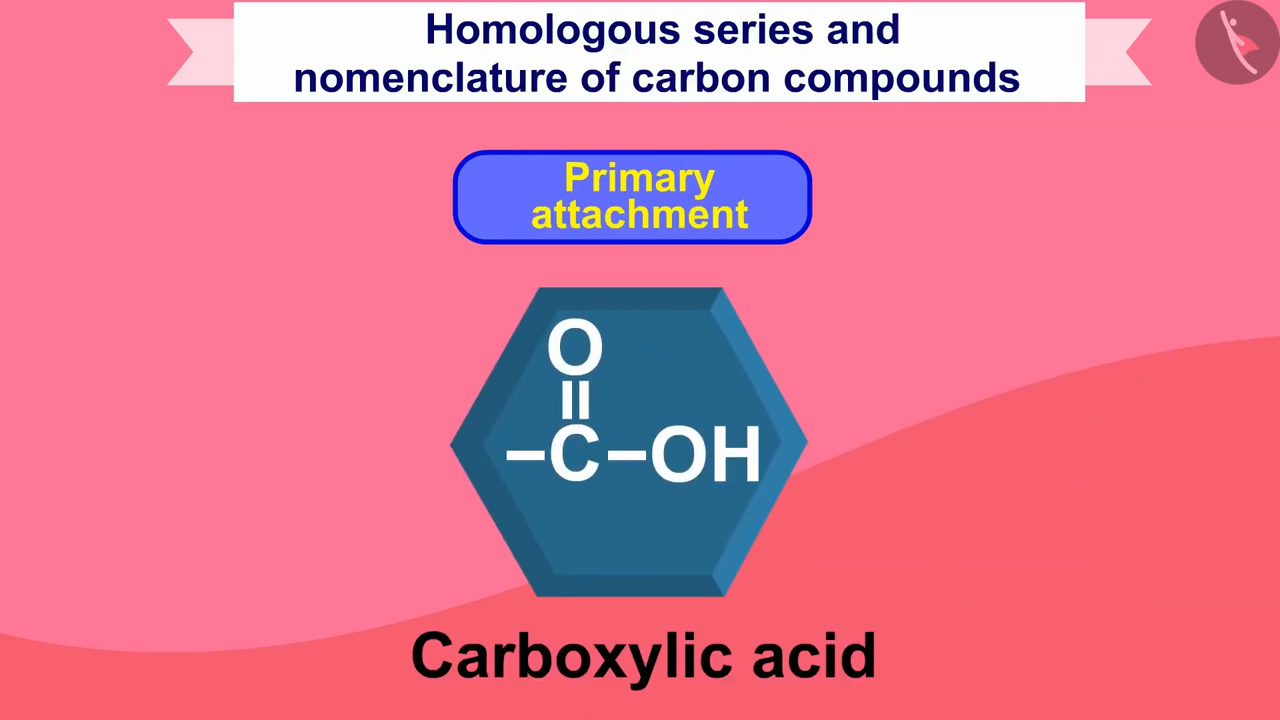 Homologous series and
nomenclature of carbon compounds
Primary
attachment
O
||
–C–OH
Carboxylic acid